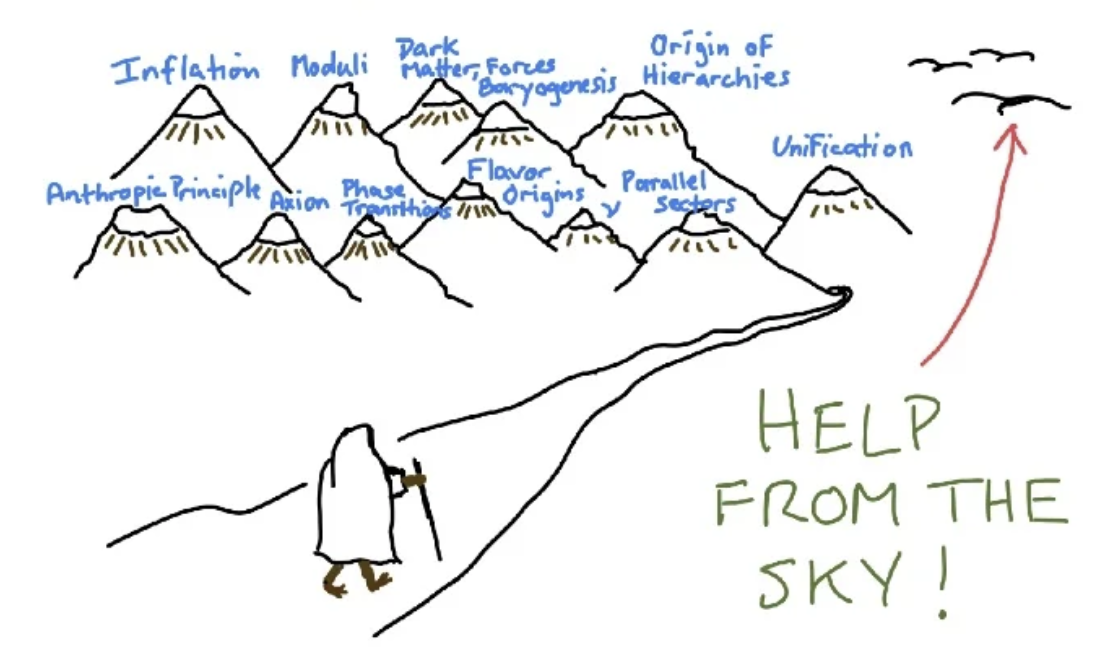 Inflation
Moduli
Dark
Matter, Forces
Baryogenesis
Origin of
Hierarchies
Unification
Anthropic Principle
Axion
Phase
Transitions
Flavor
Origins
ν
Parallel
Sectors
HELP
FROM THE
SKY!